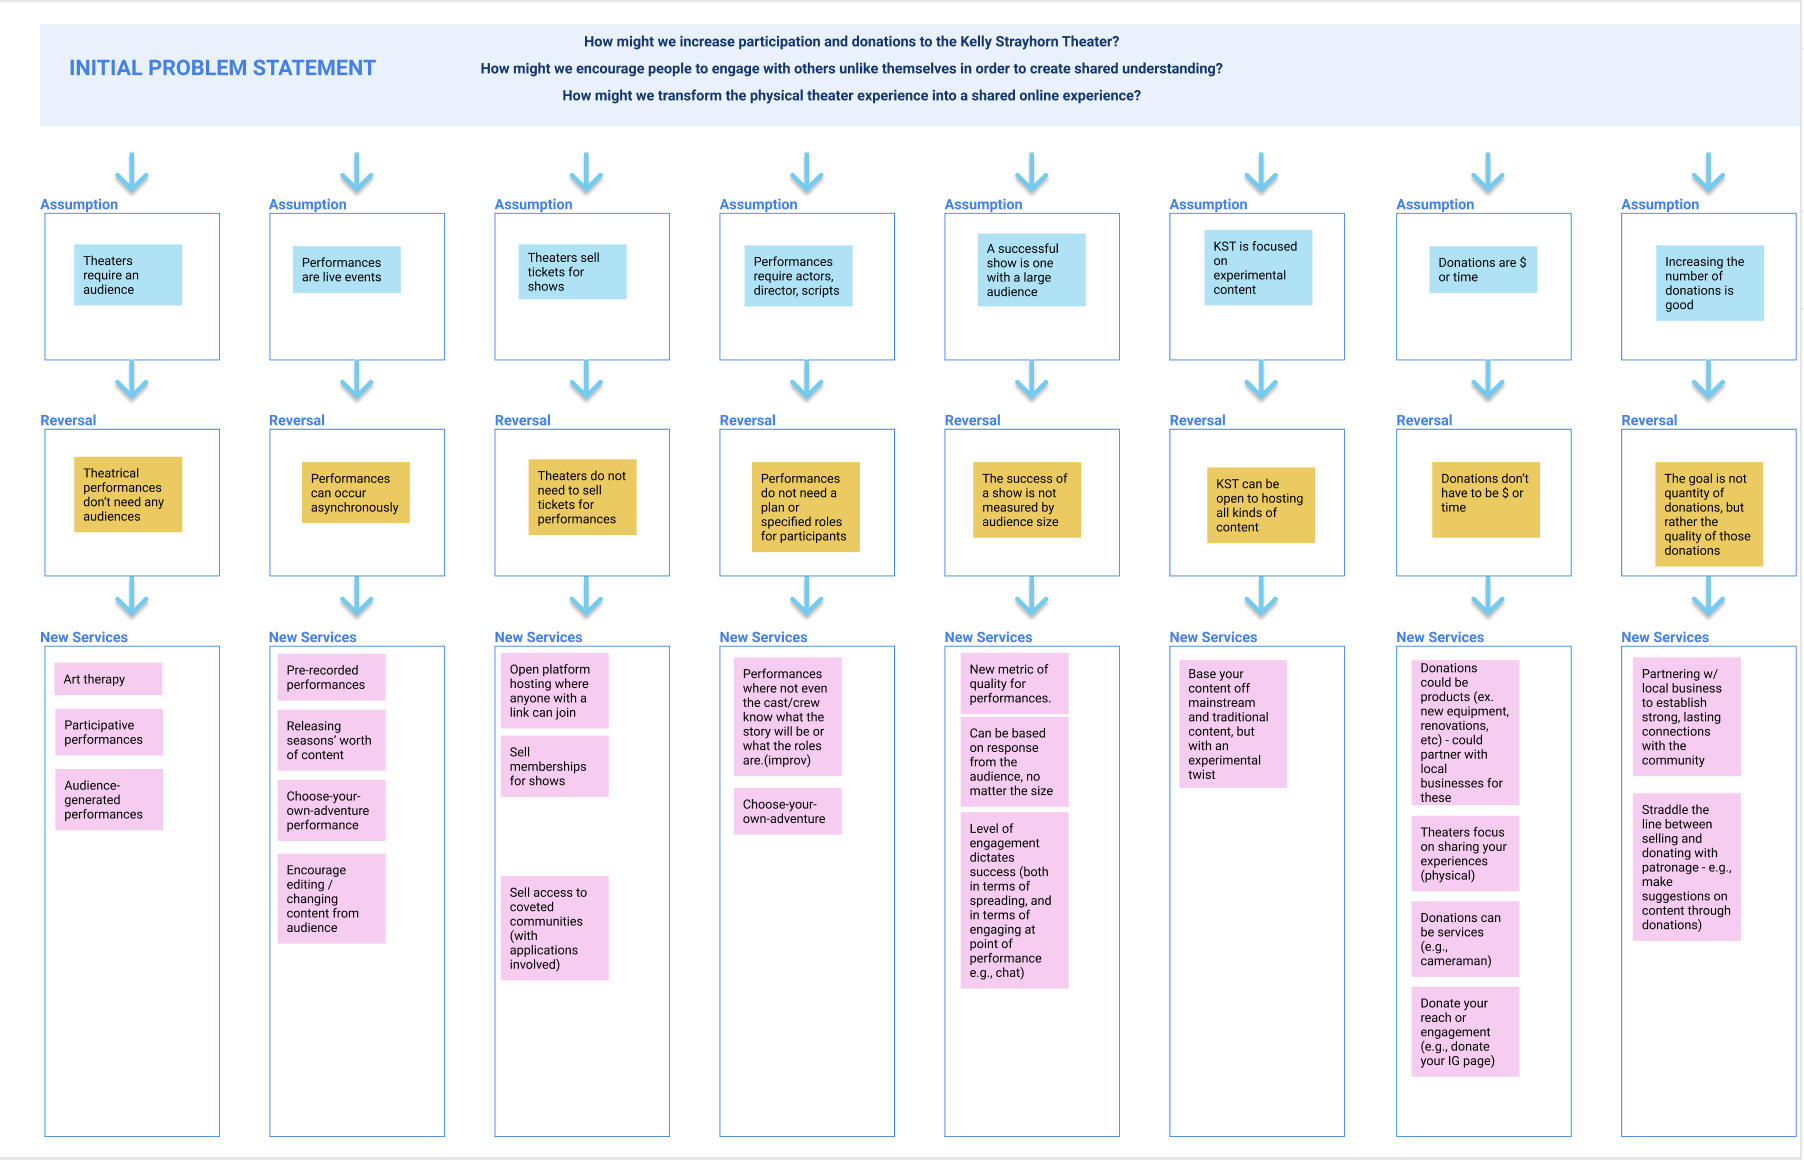 How might we increase participation and donations to the Kelly Strayhorn Theater?
INITIAL PROBLEM STATEMENT
How might we encourage people to engage with others unlike themselves in order to create shared understanding?
How might we transform the physical theater experience into a shared online experience?
Assumption
Theaters
require an
audience
Assumption
Performances
are live events
Assumption
Theaters sell
tickets for
shows
Assumption
Performances
require actors,
director, scripts
Assumption
A successful
show is one
with a large
audience
Assumption
KST is focused
on
experimental
content
Assumption
Donations are $
or time
Assumption
Increasing the
number of
donations is
good
Reversal
Theatrical
performances
don't need any
audiences
Reversal
Performances
can occur
asynchronously
Reversal
Theaters do not
need to sell
tickets for
performances
Reversal
Performances
do not need a
plan or
specified roles
for participants
Reversal
The success of
a show is not
measured by
audience size
Reversal
KST can be
open to hosting
all kinds of
content
Reversal
Donations don't
have to be $ or
time
Reversal
The goal is not
quantity of
donations, but
rather the
quality of those
donations
New Services
Art therapy
Participative
performances
Audience-
generated
performances
New Services
Pre-recorded
performances
Releasing
seasons' worth
of content
Choose-your-
own-adventure
performance
Encourage
editing /
changing
content from
audience
New Services
Open platform
hosting where
anyone with a
link can join
Sell
memberships
for shows
Sell access to
coveted
communities
(with
applications
involved)
New Services
Performances
where not even
the cast/crew
know what the
story will be or
what the roles
are.(improv)
Choose-your-
own-adventure
New Services
New metric of
quality for
performances.
Can be based
on response
from the
audience, no
matter the size
Level of
engagement
dictates
success (both
in terms of
spreading, and
in terms of
engaging at
point of
performance
e.g., chat)
New Services
Base your
content off
mainstream
and traditional
content, but
with an
experimental
twist
New Services
Donations
could be
products (ex.
new equipment,
renovations,
etc) - could
partner with
local
businesses for
these
Theaters focus
on sharing your
experiences
(physical)
Donations can
be services
(e.g.,
cameraman)
Donate your
reach or
engagement
(e.g., donate
your IG page)
New Services
Partnering w/
local business
to establish
strong, lasting
connections
with the
community
Straddle the
line between
selling and
donating with
patronage - e.g.,
make
suggestions on
content through
donations)